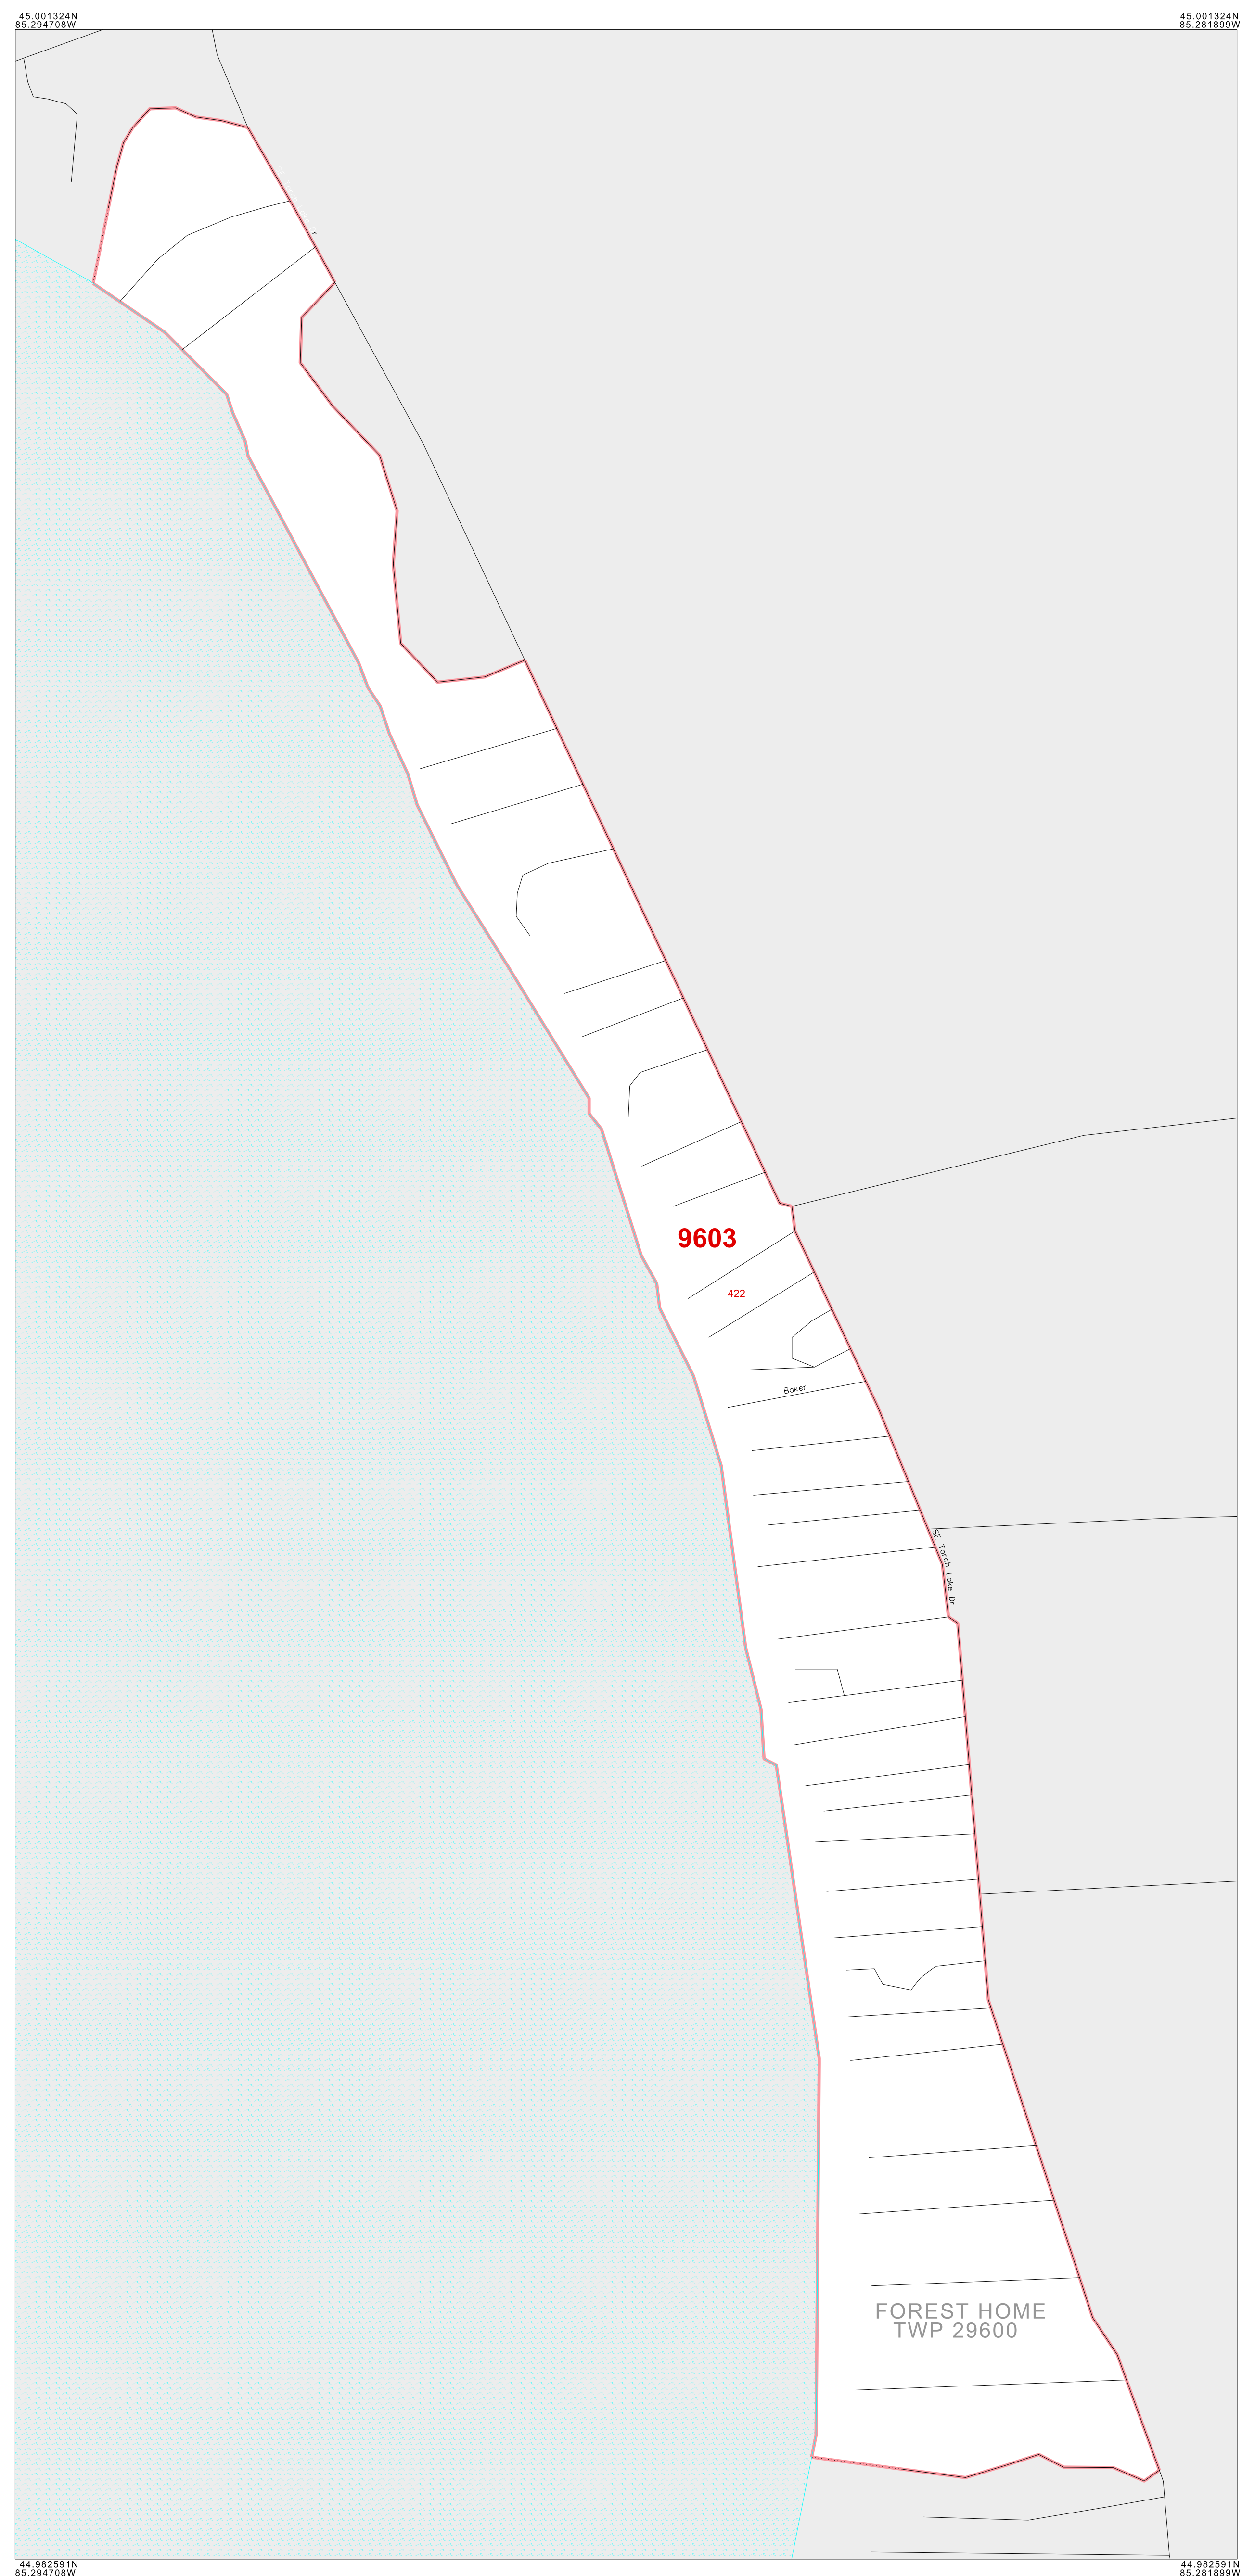 45.001324N
85.294708W
45.001324N
85.281899W
9603
422
Baker
SE Torch Lake Dr
FOREST HOME
TWP 29600
44.982591N
85.294708W
44.982591N
85.281899W